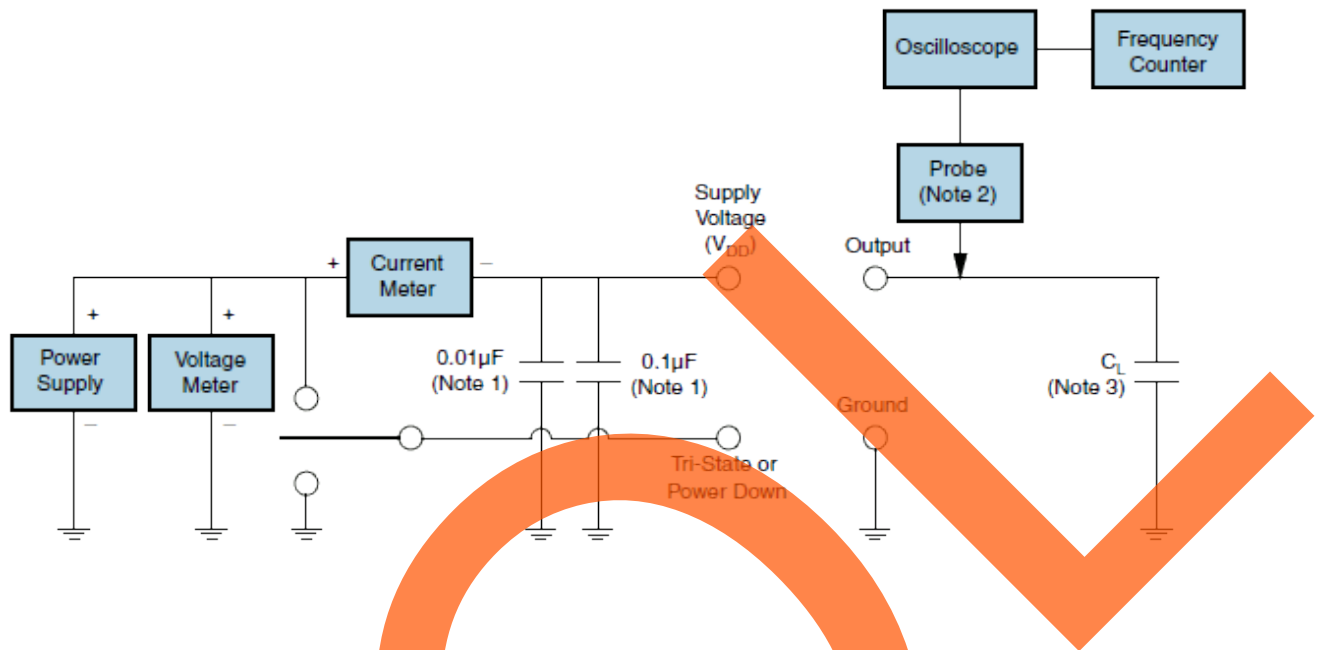 Oscilloscope
Frequency
Counter
Probe
(Note 2)
Supply
Voltage
(VDD)
Output
+
Current
Meter
–
+
Power
Supply
–
+
Voltage
Meter
–
0.01µF
(Note 1)
0.1µF
(Note 1)
CL
(Note 3)
Ground
Tri-State or
Power Down